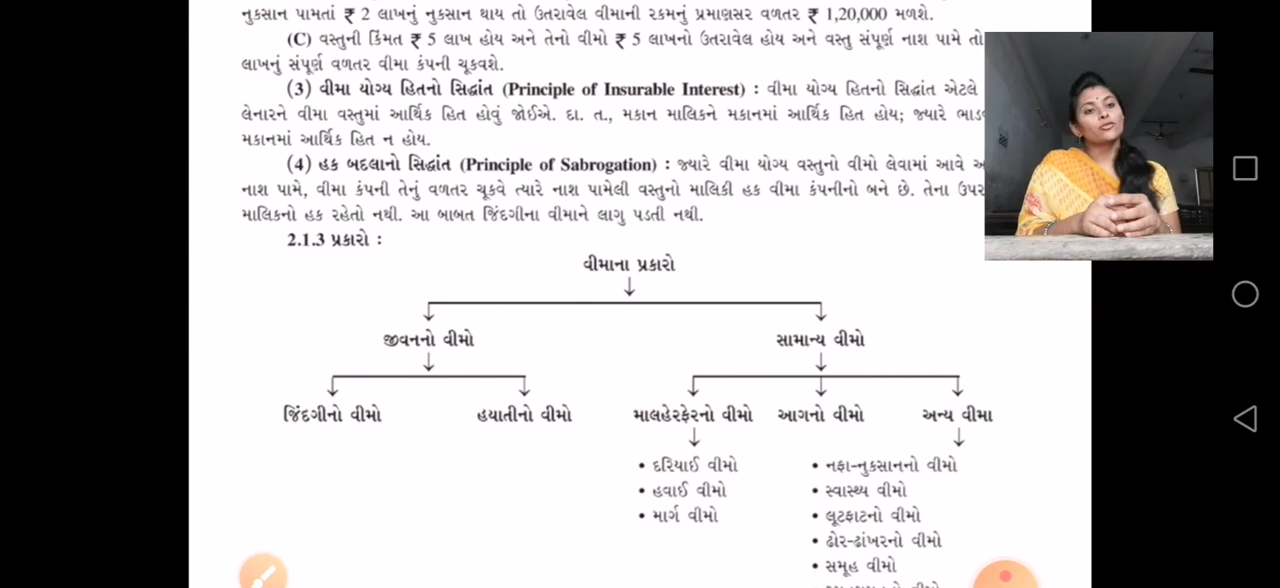 નુકસાન પામતાં ₹ 2 લાખનું નુકસાન થાય તો ઉતરાવેલ વીમાની રકમનું પ્રમાણસર વળતર ₹ 1,20,000 મળશે.
(C) વસ્તુની કિંમત ₹ 5 લાખ હોય અને તેનો વીમો ₹ 5 લાખનો ઉતરાવેલ હોય અને વસ્તુ સંપૂર્ણ નાશ પામે તો
લાખનું સંપૂર્ણ વળતર વીમા કંપની ચૂકવશે.
(3) વીમા યોગ્ય હિતનો સિદ્ધાંત (Principle of Insurable Interest) : વીમા યોગ્ય હિતનો સિદ્ધાંત એટલે
લેનારને વીમા વસ્તુમાં આર્થિક હિત હોવું જોઈએ. દા. ત., મકાન માલિકને મકાનમાં આર્થિક હિત હોય; જ્યારે
મકાનમાં આર્થિક હિત ન હોય.
(4) હક બદલાનો સિદ્ધાંત (Principle of Sabrogation) : જ્યારે વીમા યોગ્ય વસ્તુનો વીમો લેવામાં આવે
નાશ પામે, વીમા કંપની તેનું વળતર ચૂકવે ત્યારે નાશ પામેલી વસ્તુનો માલિકી હક વીમા કંપનીનો બને છે. તેના
માલિકનો હક રહેતો નથી. આ બાબત જિંદગીના વીમાને લાગુ પડતી નથી.
2.1.3 પ્રકારો :
વીમાના પ્રકારો
જીવનનો વીમો સામાન્ય વીમો
જિંદગીનો વીમો હયાતીનો વીમો માલહેરફેરનો વીમો આગનો વીમો અન્ય વીમા
• દરિયાઈ વીમો • નફા-નુકસાનનો વીમો
• હવાઈ વીમો • સ્વાસ્થ્ય વીમો
• માર્ગ વીમો • લૂટફાટનો વીમો
• ઢોર-ઢાંખરનો વીમો
• સમૂહ વીમો